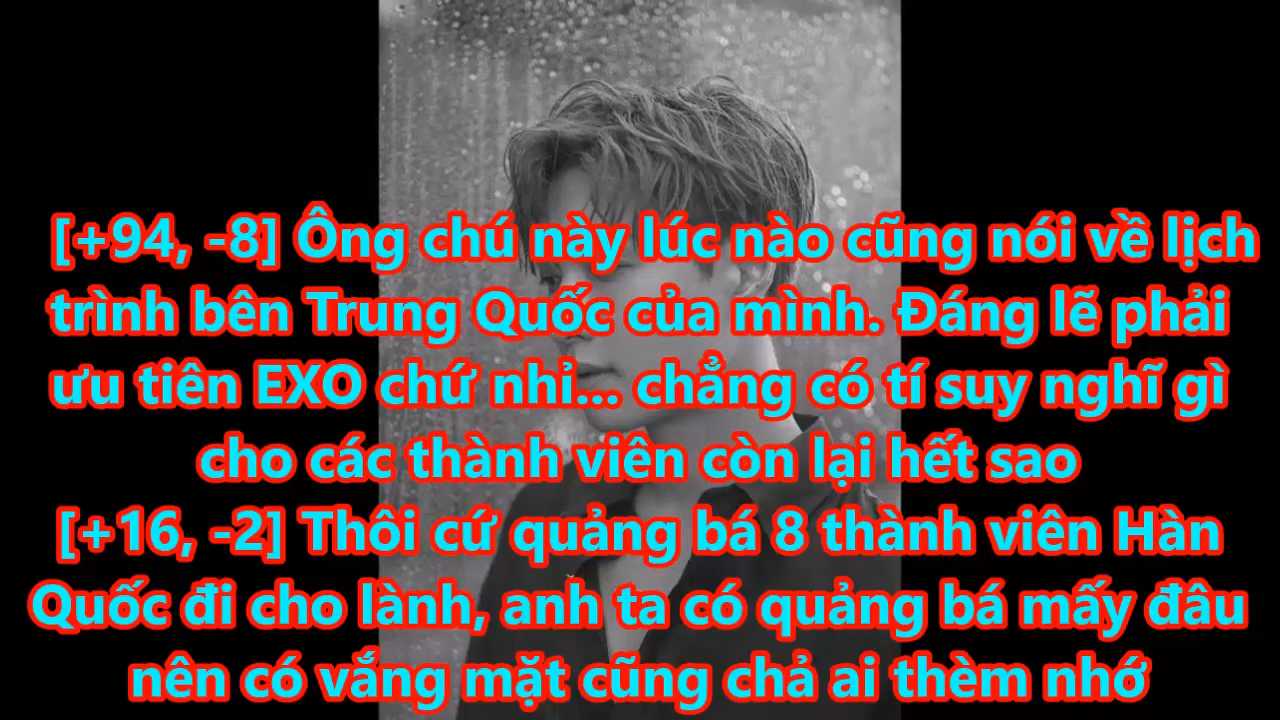 [+94, -8] Ông chú này lúc nào cũng nói về lịch
trình bên Trung Quốc của mình. Đáng lẽ phải
ưu tiên EXO chứ nhỉ... chẳng có tí suy nghĩ gì
cho các thành viên còn lại hết sao
[+16, -2] Thôi cứ quảng bá 8 thành viên Hàn
Quốc đi cho lành, anh ta có quảng bá mấy đâu
nên có vắng mặt cũng chả ai thèm nhớ